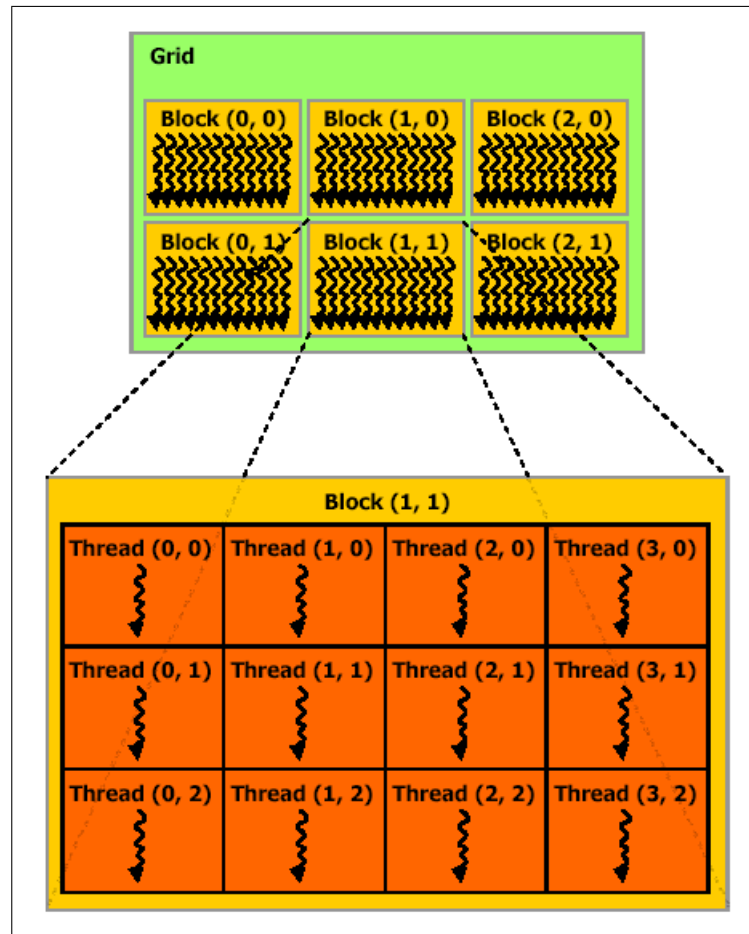 Grid
Block (0, 0) Block (1, 0) Block (2, 0)
Block (0, 1) Block (1, 1) Block (2, 1)
Block (1, 1)
Thread (0, 0) Thread (1, 0) Thread (2, 0) Thread (3, 0)
Thread (0, 1) Thread (1, 1) Thread (2, 1) Thread (3, 1)
Thread (0, 2) Thread (1, 2) Thread (2, 2) Thread (3, 2)